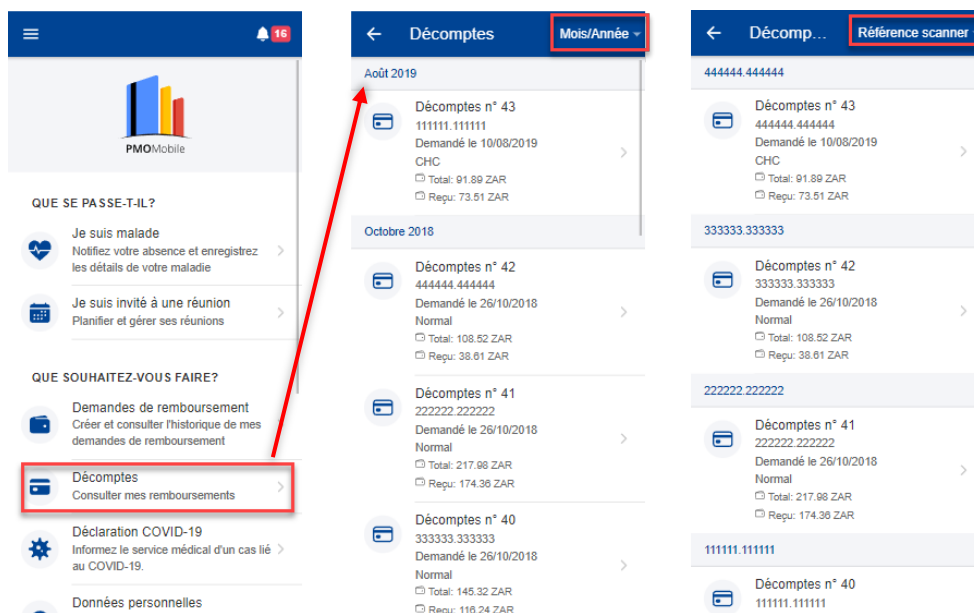 16
PMOMobile
QUE SE PASSE-T-IL?
Je suis malade
Notifiez votre absence et enregistrez
les détails de votre maladie
Je suis invité à une réunion
Planifier et gérer ses réunions
QUE SOUHAITEZ-VOUS FAIRE?
Demandes de remboursement
Créer et consulter l'historique de mes
demandes de remboursement
Décomptes
Consulter mes remboursements
Déclaration COVID-19
Informez le service médical d'un cas lié
au COVID-19.
Données personnelles
Décomptes
Mois/Année
Août 2019
Décomptes n° 43
111111.111111
Demandé le 10/08/2019
CHC
Total: 91.89 ZAR
Reçu: 73.51 ZAR
Octobre 2018
Décomptes n° 42
444444.444444
Demandé le 26/10/2018
Normal
Total: 108.52 ZAR
Reçu: 38.61 ZAR
Décomptes n° 41
222222.222222
Demandé le 26/10/2018
Normal
Total: 217.98 ZAR
Reçu: 174.36 ZAR
Décomptes n° 40
333333.333333
Demandé le 26/10/2018
Normal
Total: 145.32 ZAR
Reçu: 116.24 ZAR
Décomp...
Référence scanner
444444.444444
Décomptes n° 43
444444.444444
Demandé le 10/08/2019
CHC
Total: 91.89 ZAR
Reçu: 73.51 ZAR
333333.333333
Décomptes n° 42
333333.333333
Demandé le 26/10/2018
Normal
Total: 108.52 ZAR
Reçu: 38.61 ZAR
222222.222222
Décomptes n° 41
222222.222222
Demandé le 26/10/2018
Normal
Total: 217.98 ZAR
Reçu: 174.36 ZAR
111111.111111
Décomptes n° 40
111111.111111